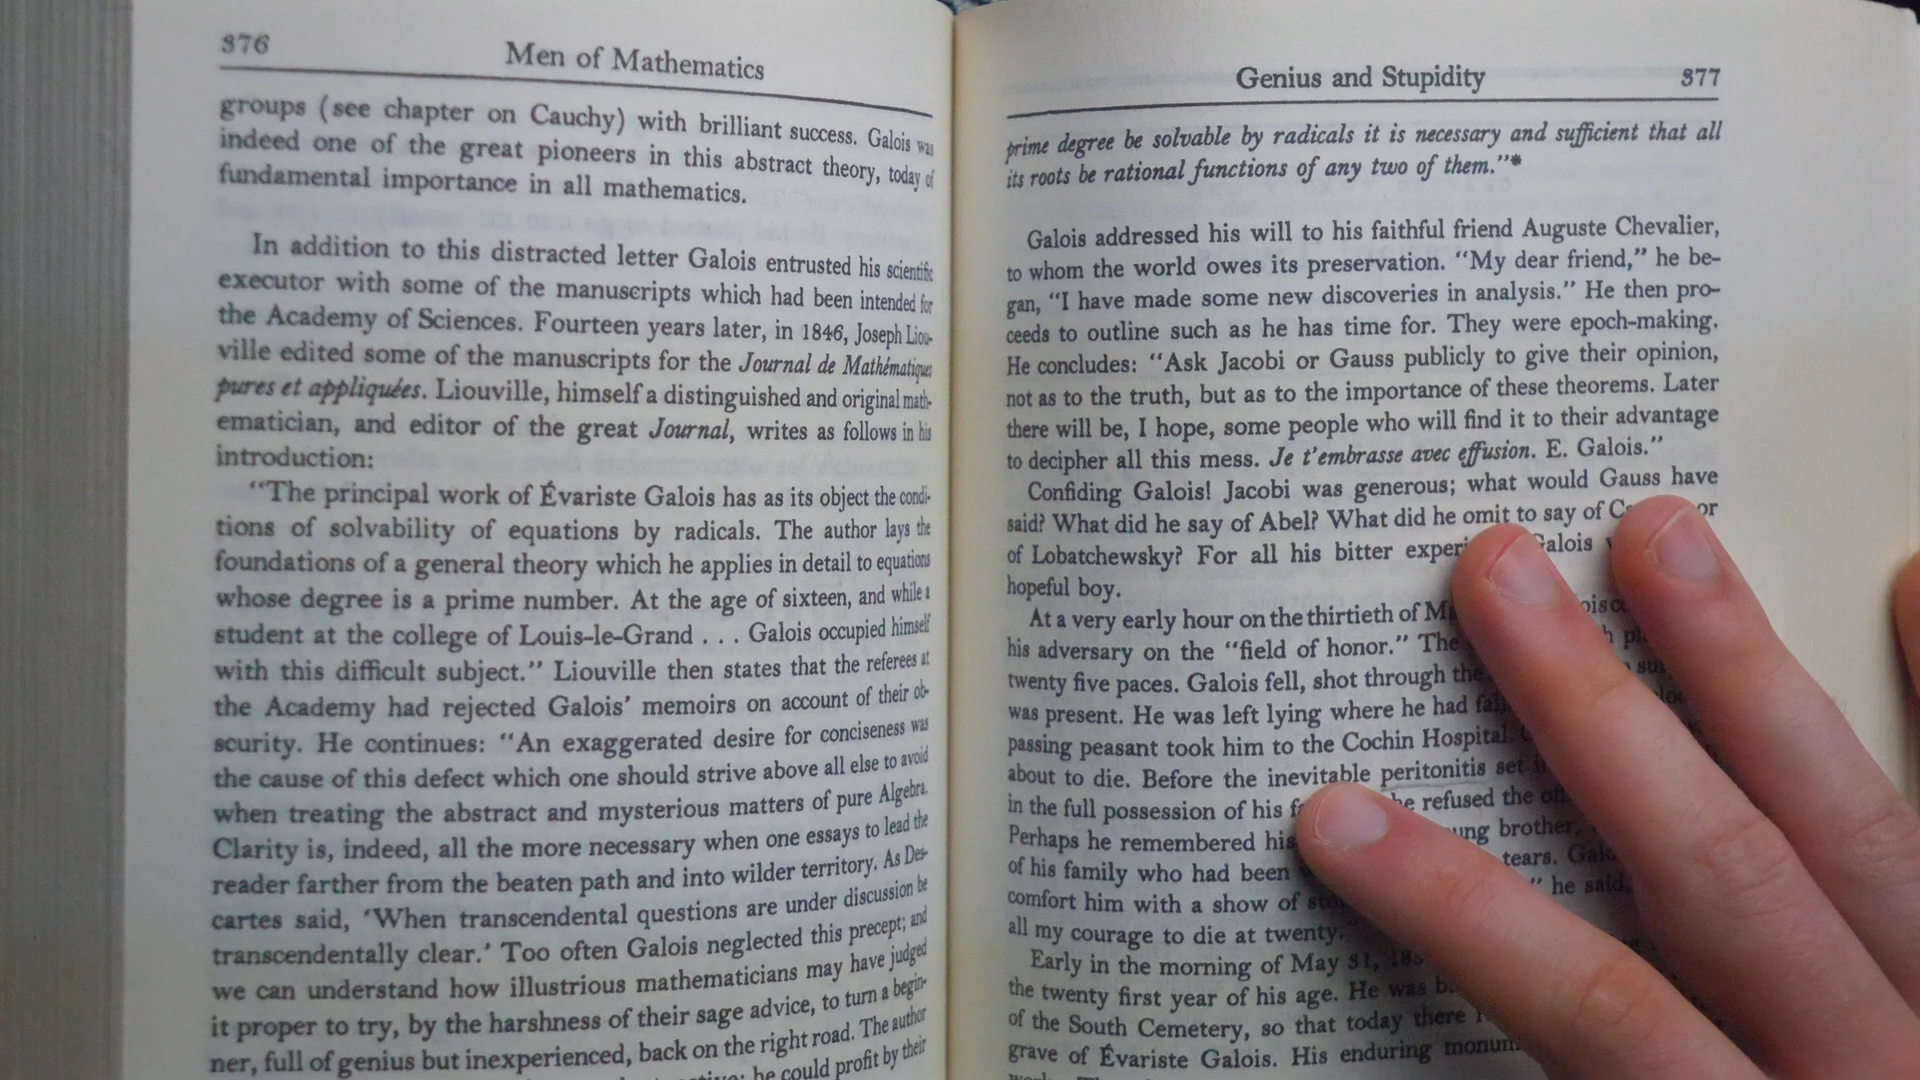 376
Men of Mathematics
groups (see chapter on Cauchy) with brilliant success. Galois was
indeed one of the great pioneers in this abstract theory, today of
fundamental importance in all mathematics.
In addition to this distracted letter Galois entrusted his scientific
executor with some of the manuscripts which had been intended for
the Academy of Sciences. Fourteen years later, in 1846, Joseph Liou-
ville edited some of the manuscripts for the Journal de Mathématiques
pures et appliquées. Liouville, himself a distinguished and original math-
ematician, and editor of the great Journal, writes as follows in his
introduction:
“The principal work of Évariste Galois has as its object the condi-
tions of solvability of equations by radicals. The author lays the
foundations of a general theory which he applies in detail to equations
whose degree is a prime number. At the age of sixteen, and while a
student at the college of Louis-le-Grand . . . Galois occupied himself
with this difficult subject.” Liouville then states that the referees at
the Academy had rejected Galois’ memoirs on account of their ob-
scurity. He continues: “An exaggerated desire for conciseness was
the cause of this defect which one should strive above all else to avoid
when treating the abstract and mysterious matters of pure Algebra.
Clarity is, indeed, all the more necessary when one essays to lead the
reader farther from the beaten path and into wilder territory. As Des-
cartes said, ‘When transcendental questions are under discussion be
transcendentally clear.’ Too often Galois neglected this precept; and
we can understand how illustrious mathematicians may have judged
it proper to try, by the harshness of their sage advice, to turn a begin-
ner, full of genius but inexperienced, back on the right road. The author
he could profit by their
Genius and Stupidity
377
prime degree be solvable by radicals it is necessary and sufficient that all
its roots be rational functions of any two of them.”*
Galois addressed his will to his faithful friend Auguste Chevalier,
to whom the world owes its preservation. “My dear friend,” he be-
gan, “I have made some new discoveries in analysis.” He then pro-
ceeds to outline such as he has time for. They were epoch-making.
He concludes: “Ask Jacobi or Gauss publicly to give their opinion,
not as to the truth, but as to the importance of these theorems. Later
there will be, I hope, some people who will find it to their advantage
to decipher all this mess. Je t’embrasse avec effusion. E. Galois.”
Confiding Galois! Jacobi was generous; what would Gauss have
said? What did he say of Abel? What did he omit to say of or
of Lobatchewsky? For all his bitter Galois
hopeful boy.
At a very early hour on the thirtieth of
his adversary on the “field of honor.” The
twenty five paces. Galois fell, shot through the
was present. He was left lying where he had
passing peasant took him to the Cochin Hospital.
about to die. Before the inevitable peritonitis set
in the full possession of his he refused the
Perhaps he remembered his brother,
of his family who had been tears.
comfort him with a show of ” he said,
all my courage to die at twenty.
Early in the morning of May 31,
the twenty first year of his age. He was
of the South Cemetery, so that today there
grave of Évariste Galois. His enduring